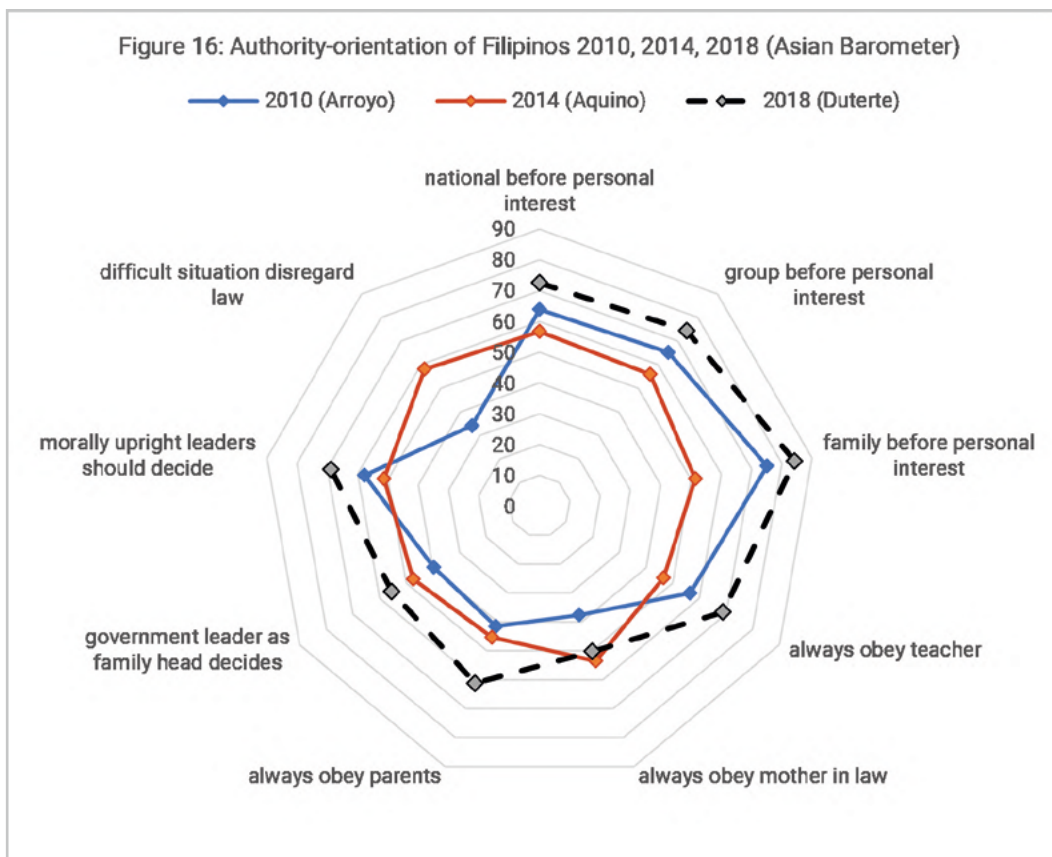 Figure 16: Authority-orientation of Filipinos 2010, 2014, 2018 (Asian Barometer)
2010 (Arroyo) 2014 (Aquino) 2018 (Duterte)
national before personal
interest
90
80
70
60
50
40
30
20
10
0
group before personal
interest
family before personal
interest
always obey teacher
always obey mother in law
always obey parents
government leader as
family head decides
morally upright leaders
should decide
difficult situation disregard
law